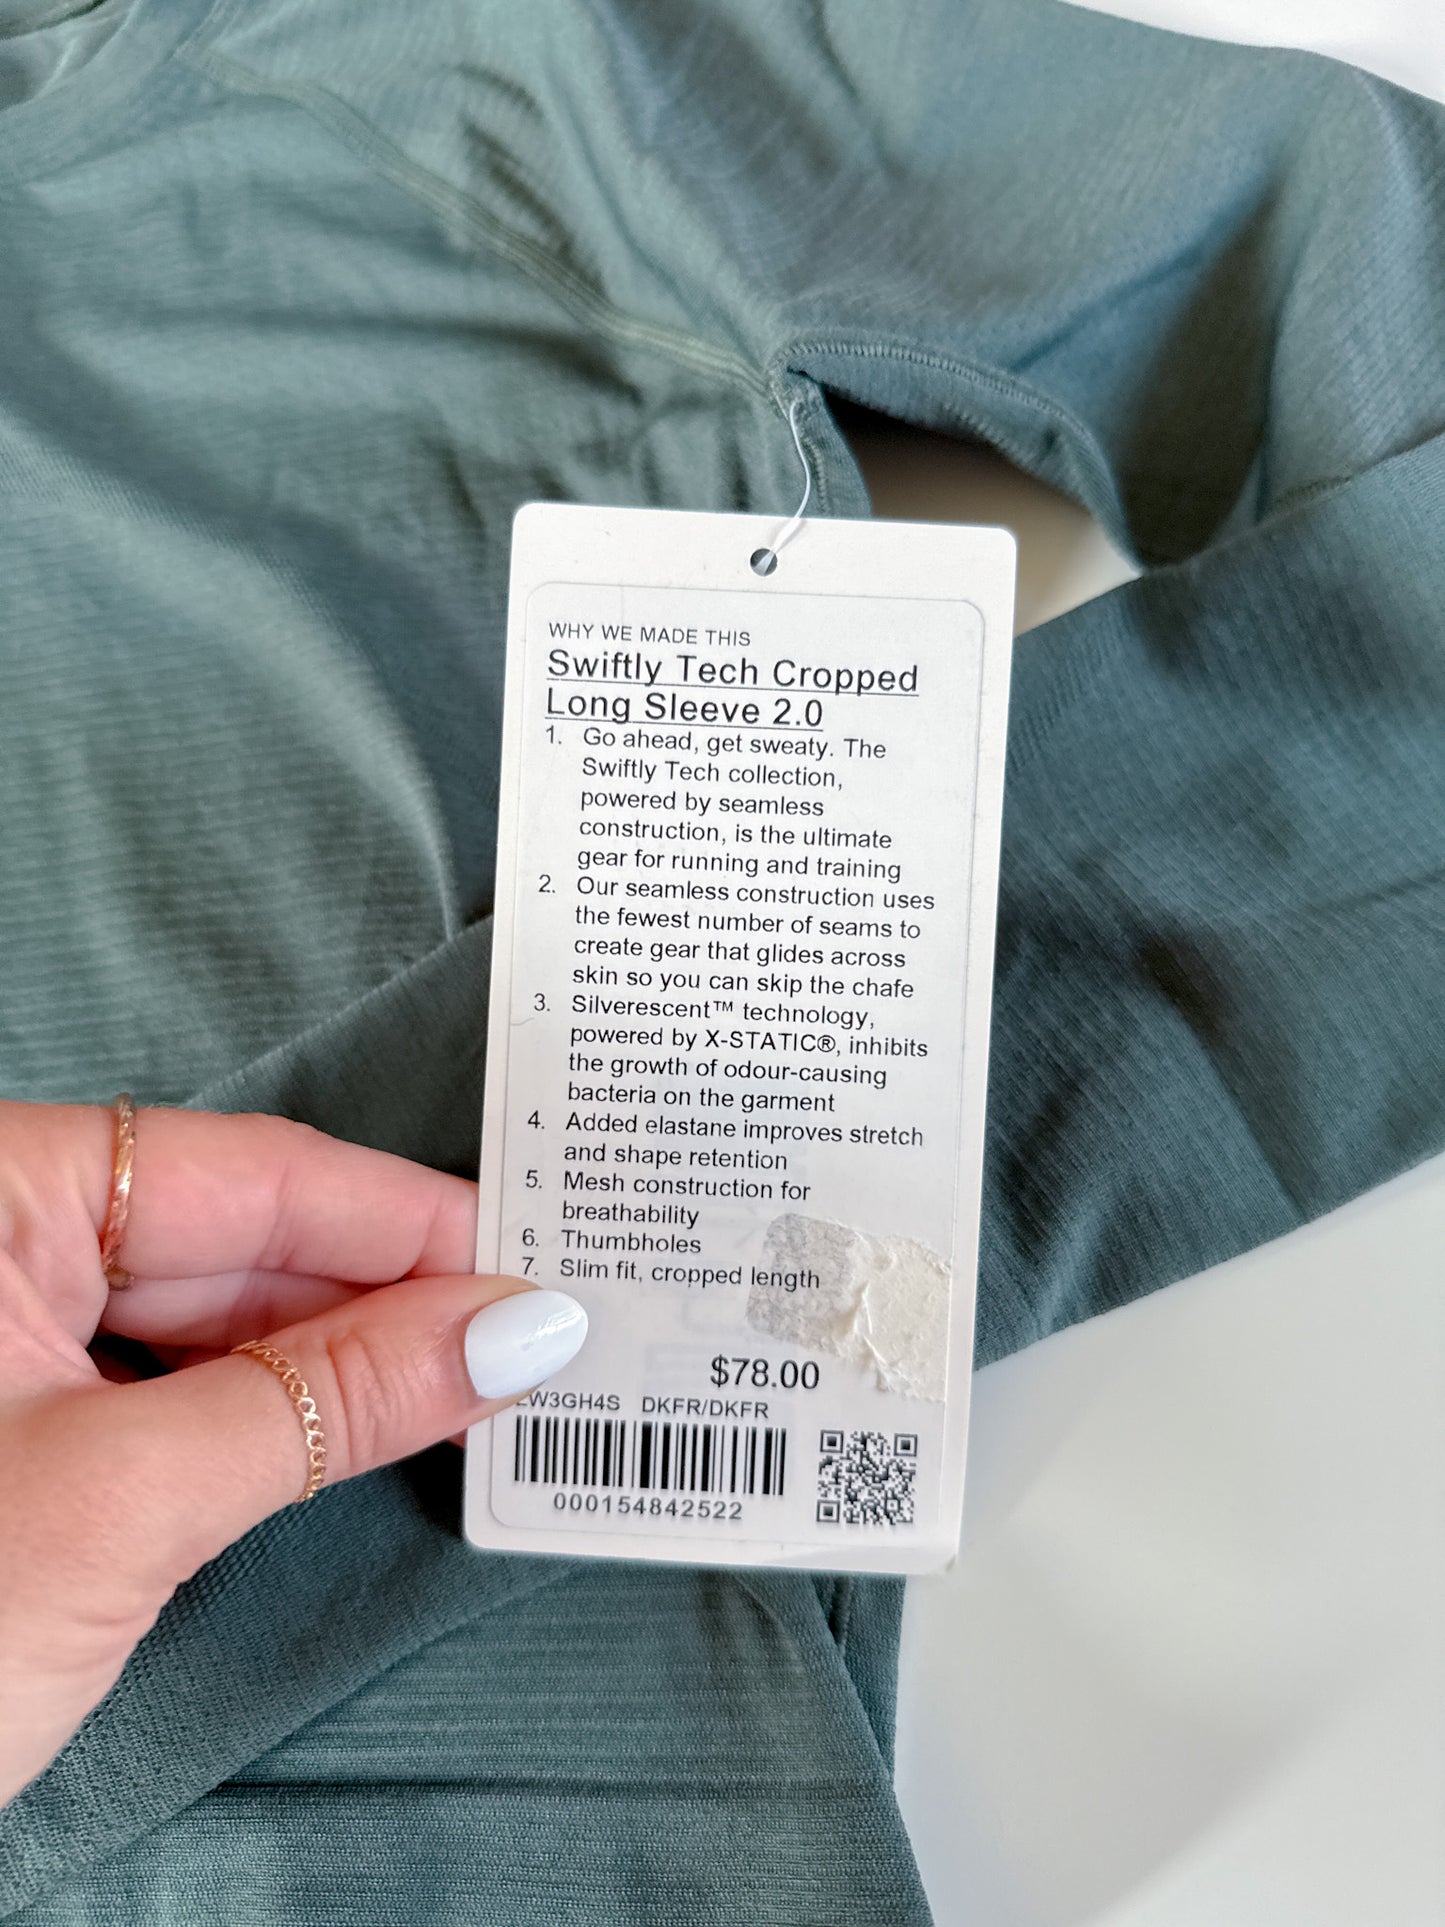 WHY WE MADE THIS
Swiftly Tech Cropped
Long Sleeve 2.0
1. Go ahead, get sweaty. The
Swiftly Tech collection,
powered by seamless
construction, is the ultimate
gear for running and training
2. Our seamless construction uses
the fewest number of seams to
create gear that glides across
skin so you can skip the chafe
3. Silverescent™ technology,
powered by X-STATIC®, inhibits
the growth of odour-causing
bacteria on the garment
4. Added elastane improves stretch
and shape retention
5. Mesh construction for
breathability
6. Thumbholes
7. Slim fit, cropped length
$78.00
DKFR/DKFR
000154842522